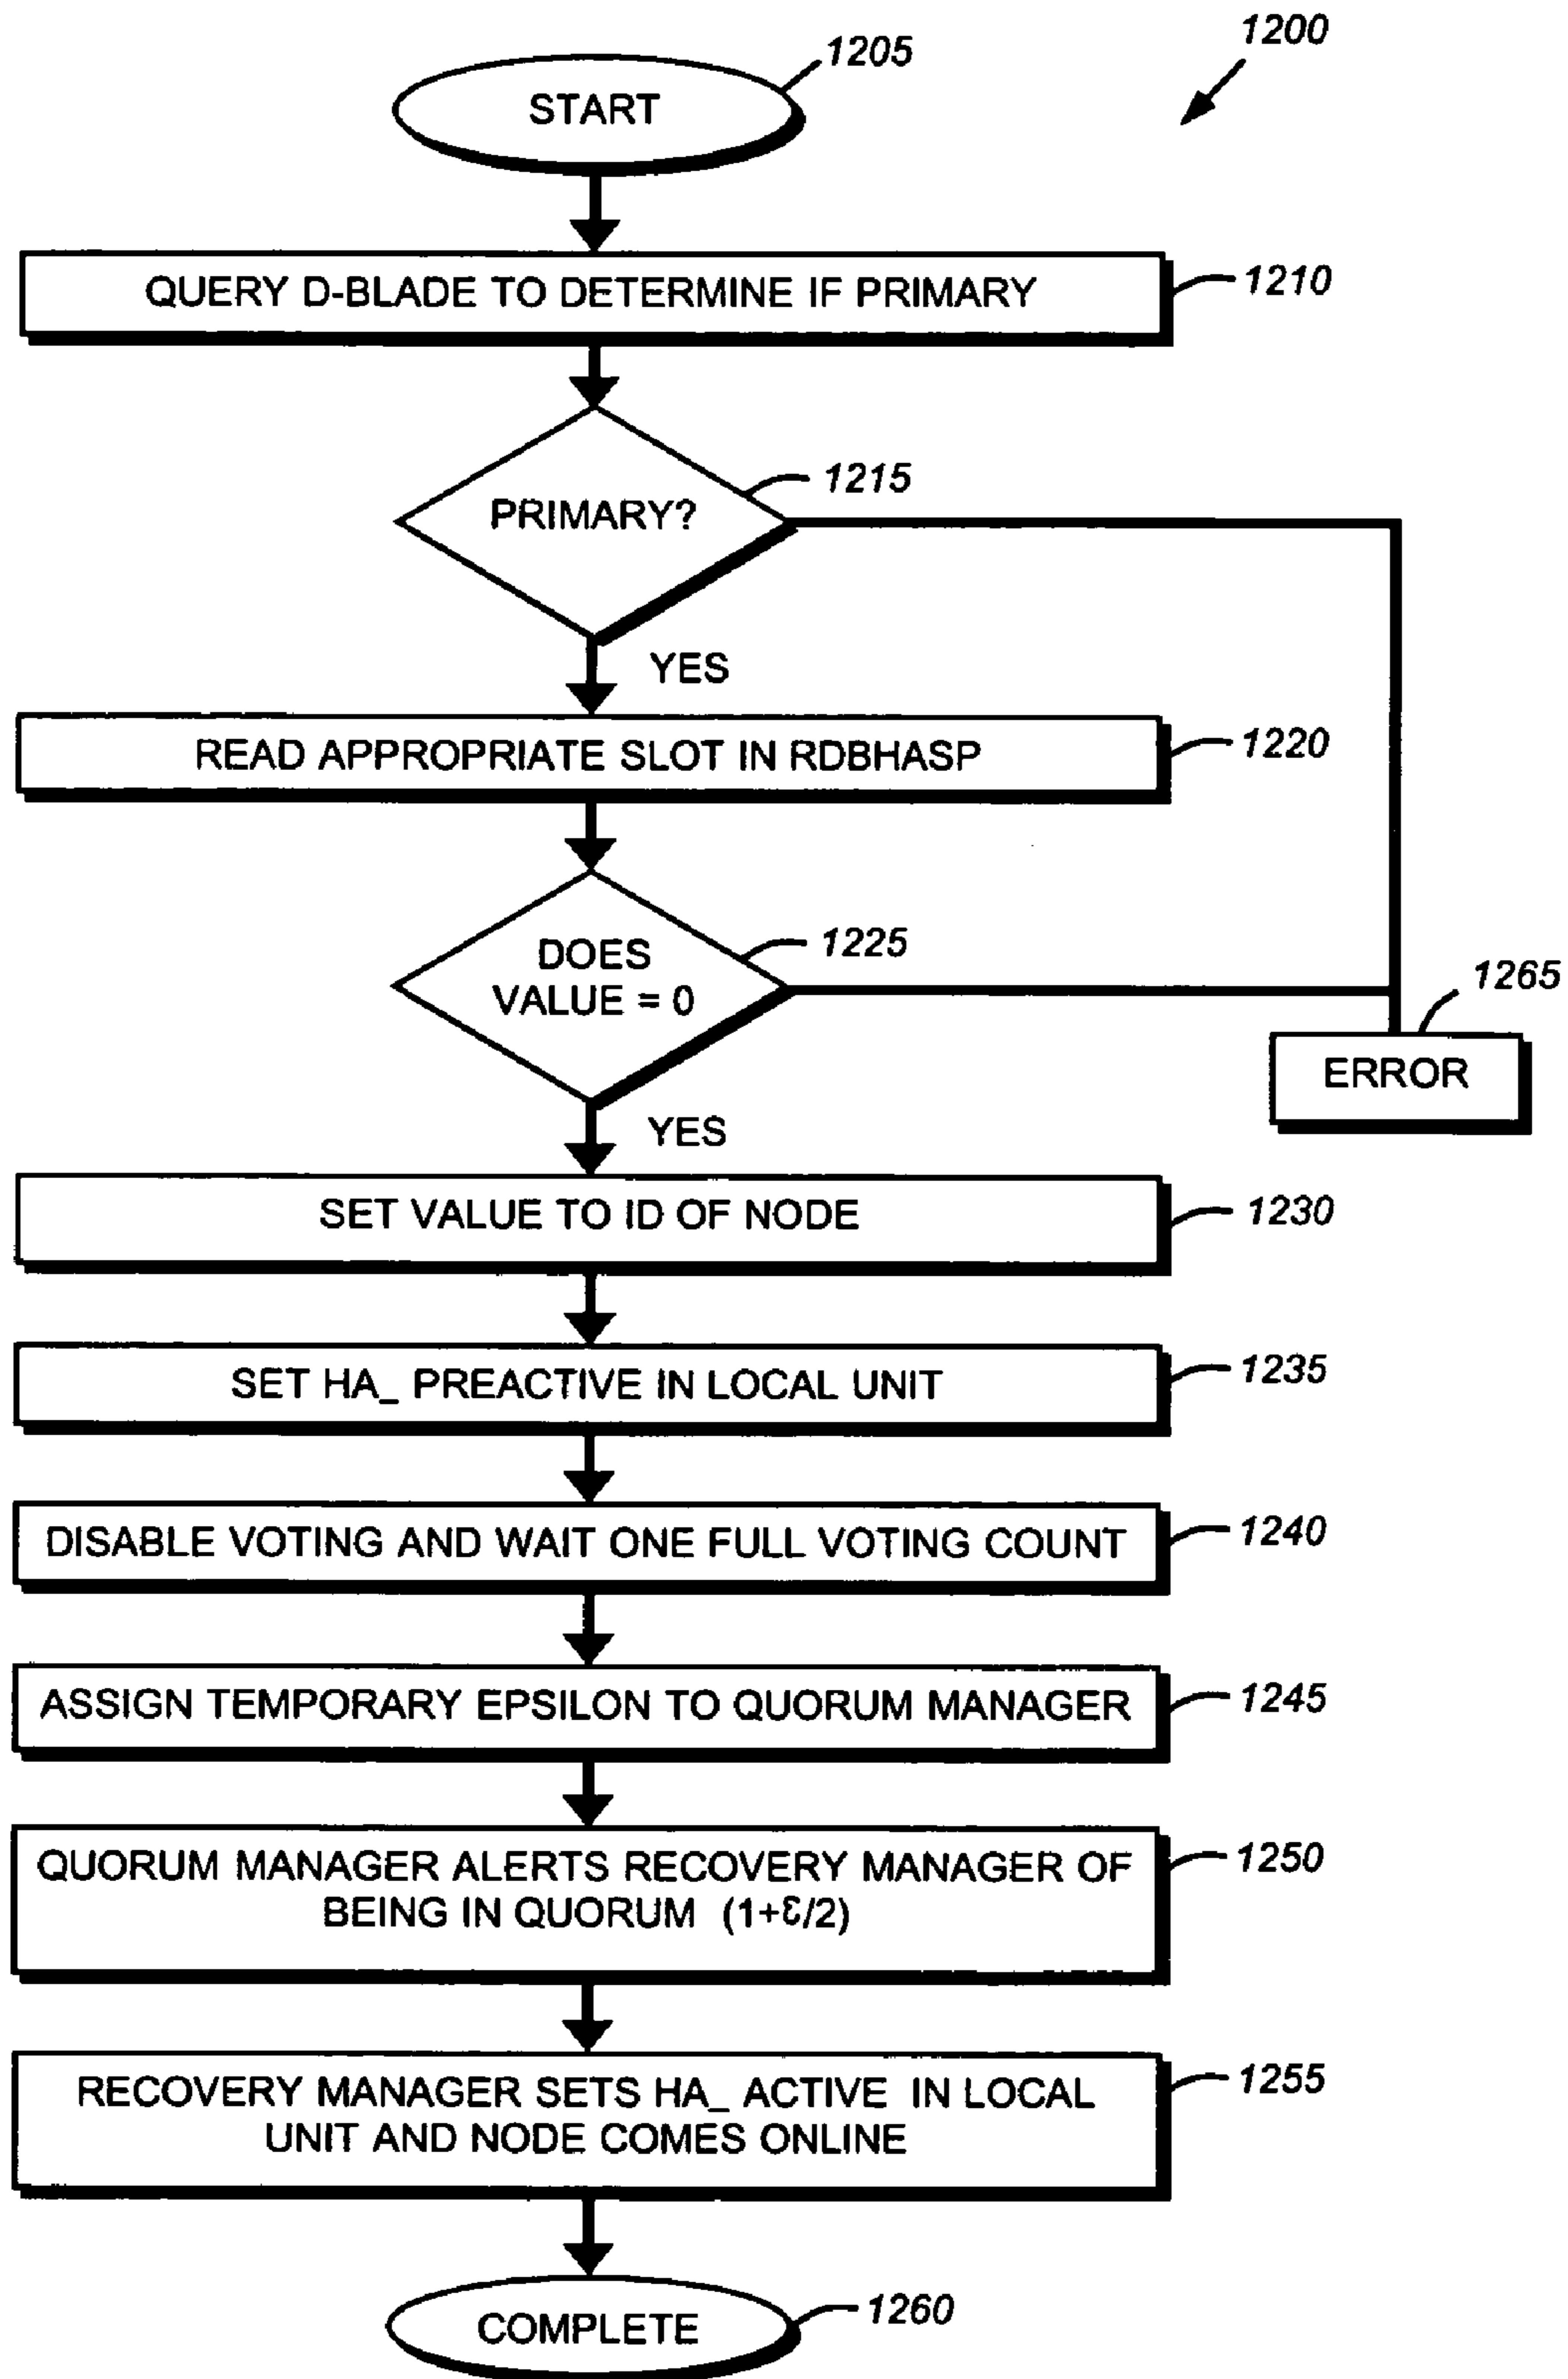 1200
START
1205
QUERY D-BLADE TO DETERMINE IF PRIMARY
1210
PRIMARY?
1215
YES
READ APPROPRIATE SLOT IN RDBHASP
1220
DOES
VALUE = 0
1225
1265
ERROR
YES
SET VALUE TO ID OF NODE
1230
SET HA_ PREACTIVE IN LOCAL UNIT
1235
DISABLE VOTING AND WAIT ONE FULL VOTING COUNT
1240
ASSIGN TEMPORARY EPSILON TO QUORUM MANAGER
1245
QUORUM MANAGER ALERTS RECOVERY MANAGER OF
BEING IN QUORUM (1+ε/2)
1250
RECOVERY MANAGER SETS HA_ ACTIVE IN LOCAL
UNIT AND NODE COMES ONLINE
1255
COMPLETE
1260